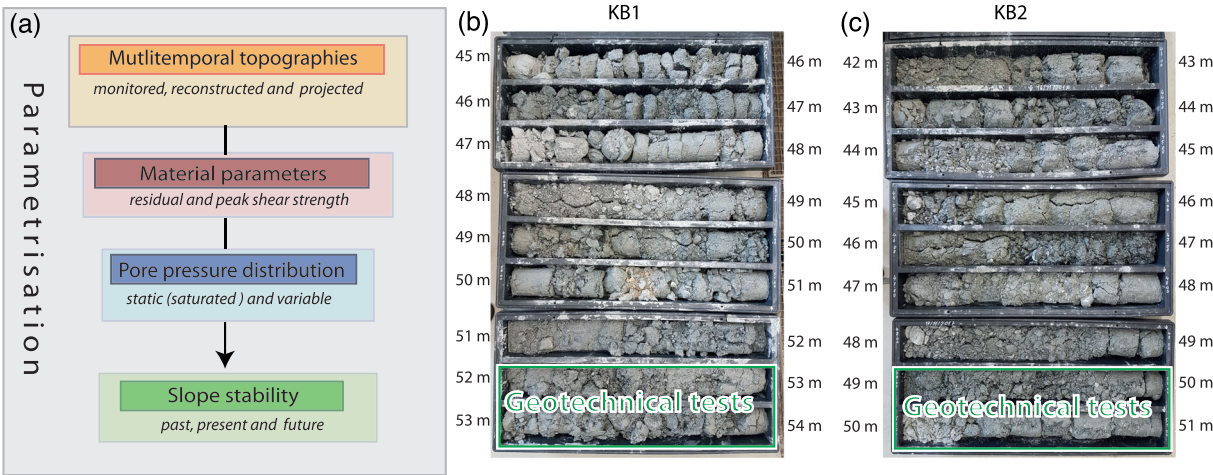 (a)
Parametrisation
Mutlitemporal topographies
monitored, reconstructed and projected
Material parameters
residual and peak shear strength
Pore pressure distribution
static (saturated ) and variable
Slope stability
past, present and future
(b)
KB1
45 m
46 m
46 m
47 m
47 m
48 m
48 m
49 m
49 m
50 m
50 m
51 m
51 m
52 m
52 m
53 m
Geotechnical tests
53 m
54 m
(c)
KB2
42 m
43 m
43 m
44 m
44 m
45 m
45 m
46 m
46 m
47 m
47 m
48 m
48 m
49 m
49 m
50 m
Geotechnical tests
50 m
51 m